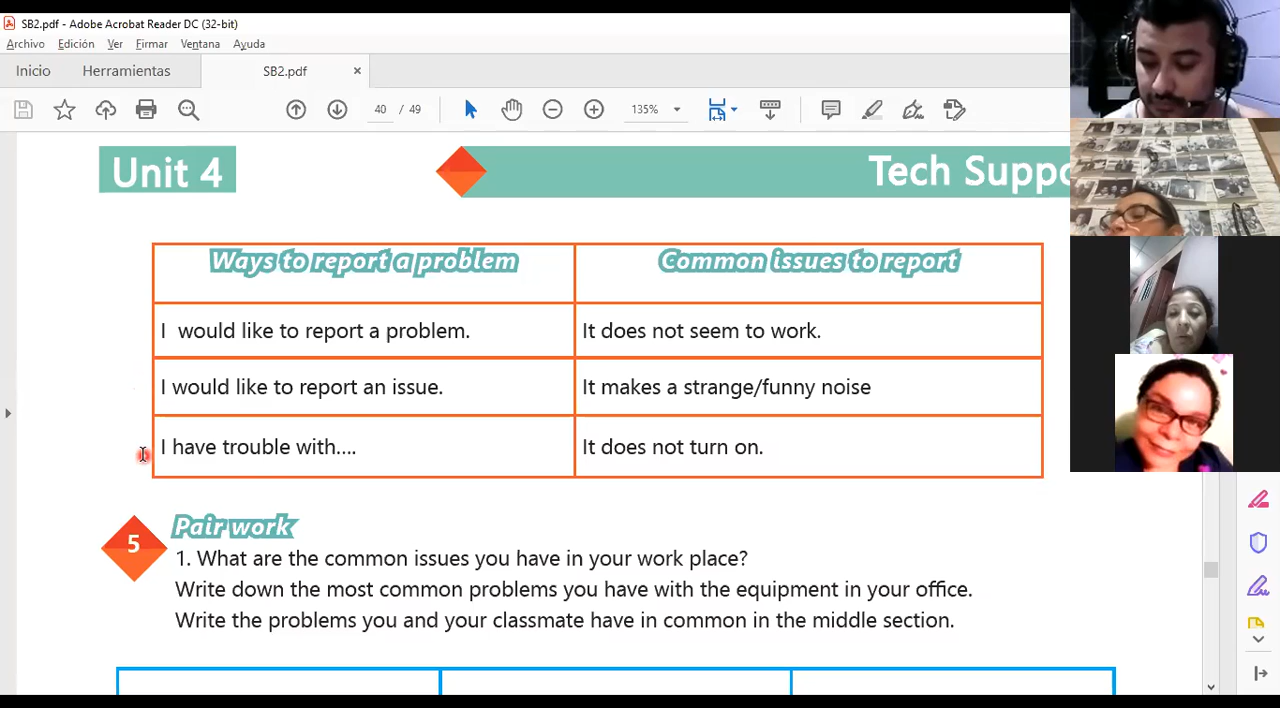 SB2.pdf - Adobe Acrobat Reader DC (32-bit)
Archivo Edición Ver Firmar Ventana Ayuda
Inicio Herramientas SB2.pdf ×
40 / 49 135%
Unit 4 Tech Suppo
Ways to report a problem Common issues to report
I would like to report a problem. It does not seem to work.
I would like to report an issue. It makes a strange/funny noise
I have trouble with.... It does not turn on.
5 Pair work
1. What are the common issues you have in your work place?
Write down the most common problems you have with the equipment in your office.
Write the problems you and your classmate have in common in the middle section.